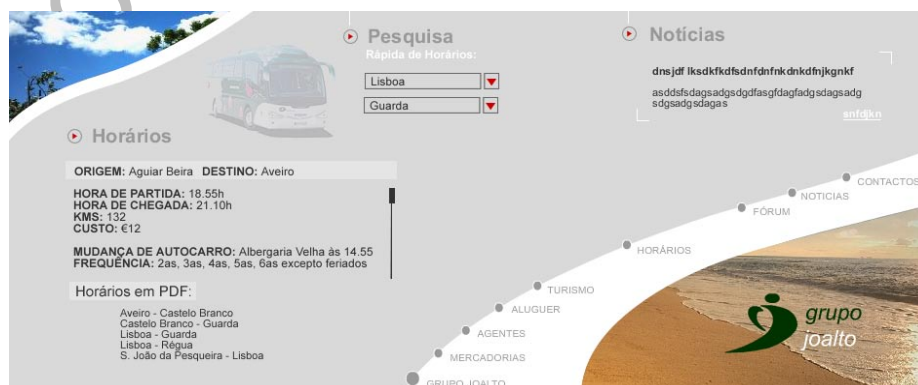 Pesquisa
Rápida de Horários:
Lisboa
Guarda
Notícias
dnsjdf lksdkfkdfsdnfdnfnkdnkdfnjkgnkf
asddsfsdagsadgsdgdfasgfdagfadgsdagsadg
sdgsadgsdagas
snfdjkn
Horários
ORIGEM: Aguiar Beira DESTINO: Aveiro
HORA DE PARTIDA: 18.55h
HORA DE CHEGADA: 21.10h
KMS: 132
CUSTO: €12
MUDANÇA DE AUTOCARRO: Albergaria Velha às 14.55
FREQUÊNCIA: 2as, 3as, 4as, 5as, 6as excepto feriados
Horários em PDF:
Aveiro - Castelo Branco
Castelo Branco - Guarda
Lisboa - Guarda
Lisboa - Régua
S. João da Pesqueira - Lisboa
CONTACTOS
NOTICIAS
FÓRUM
HORÁRIOS
TURISMO
ALUGUER
AGENTES
MERCADORIAS
GRUPO JOALTO
grupo
joalto